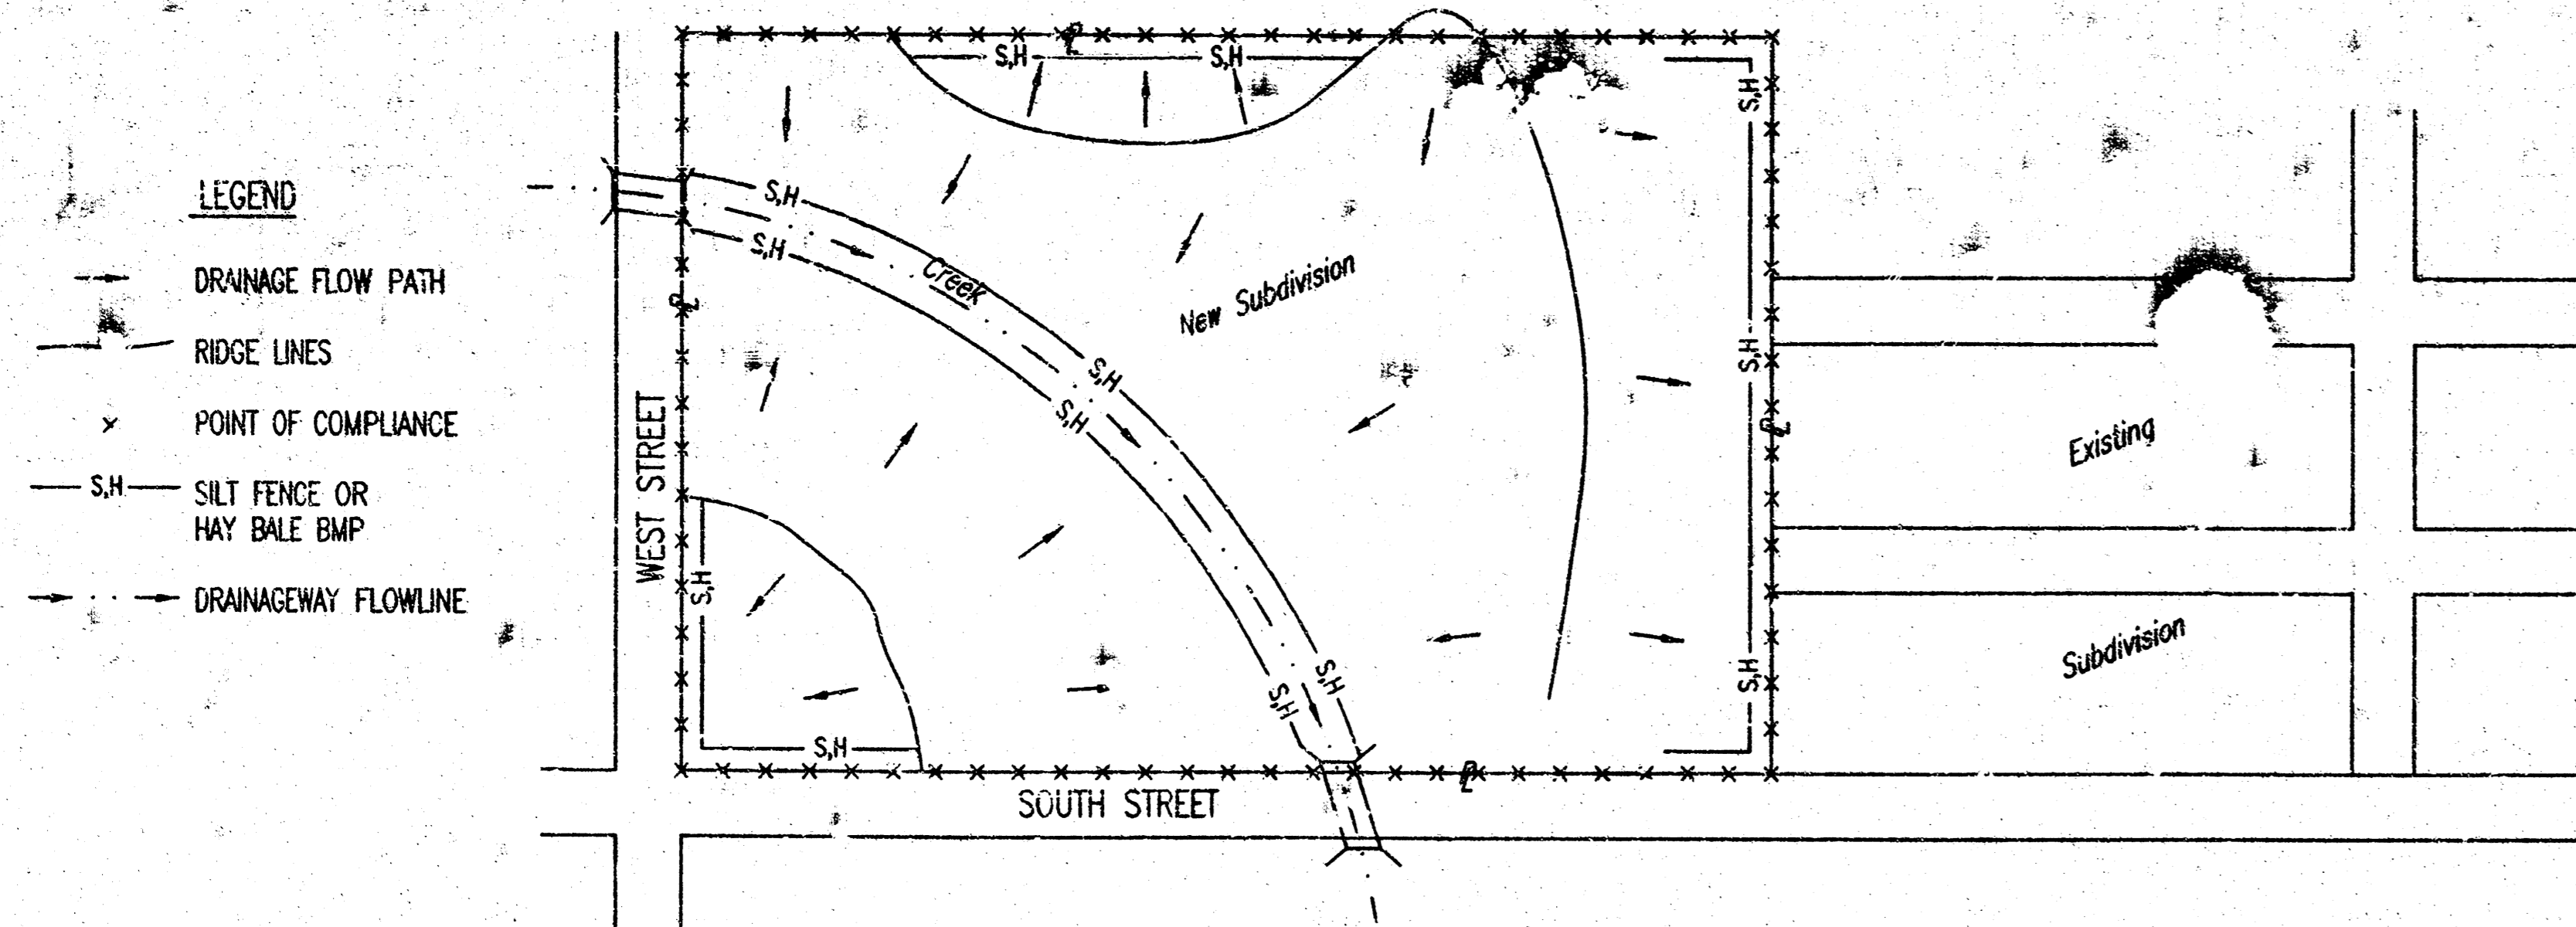 LEGEND
DRAINAGE FLOW PATH
RIDGE LINES
x POINT OF COMPLIANCE
S,H SILT FENCE OR
HAY BALE BMP
DRAINAGEWAY FLOWLINE
WEST STREET
SOUTH STREET
Creek
New Subdivision
Existing
Subdivision
S,H
S,H
S,H
S,H
S,H
S,H
S,H
S,H
S,H
S,H
S,H
S,H
S,H
℄
℄
℄
℄